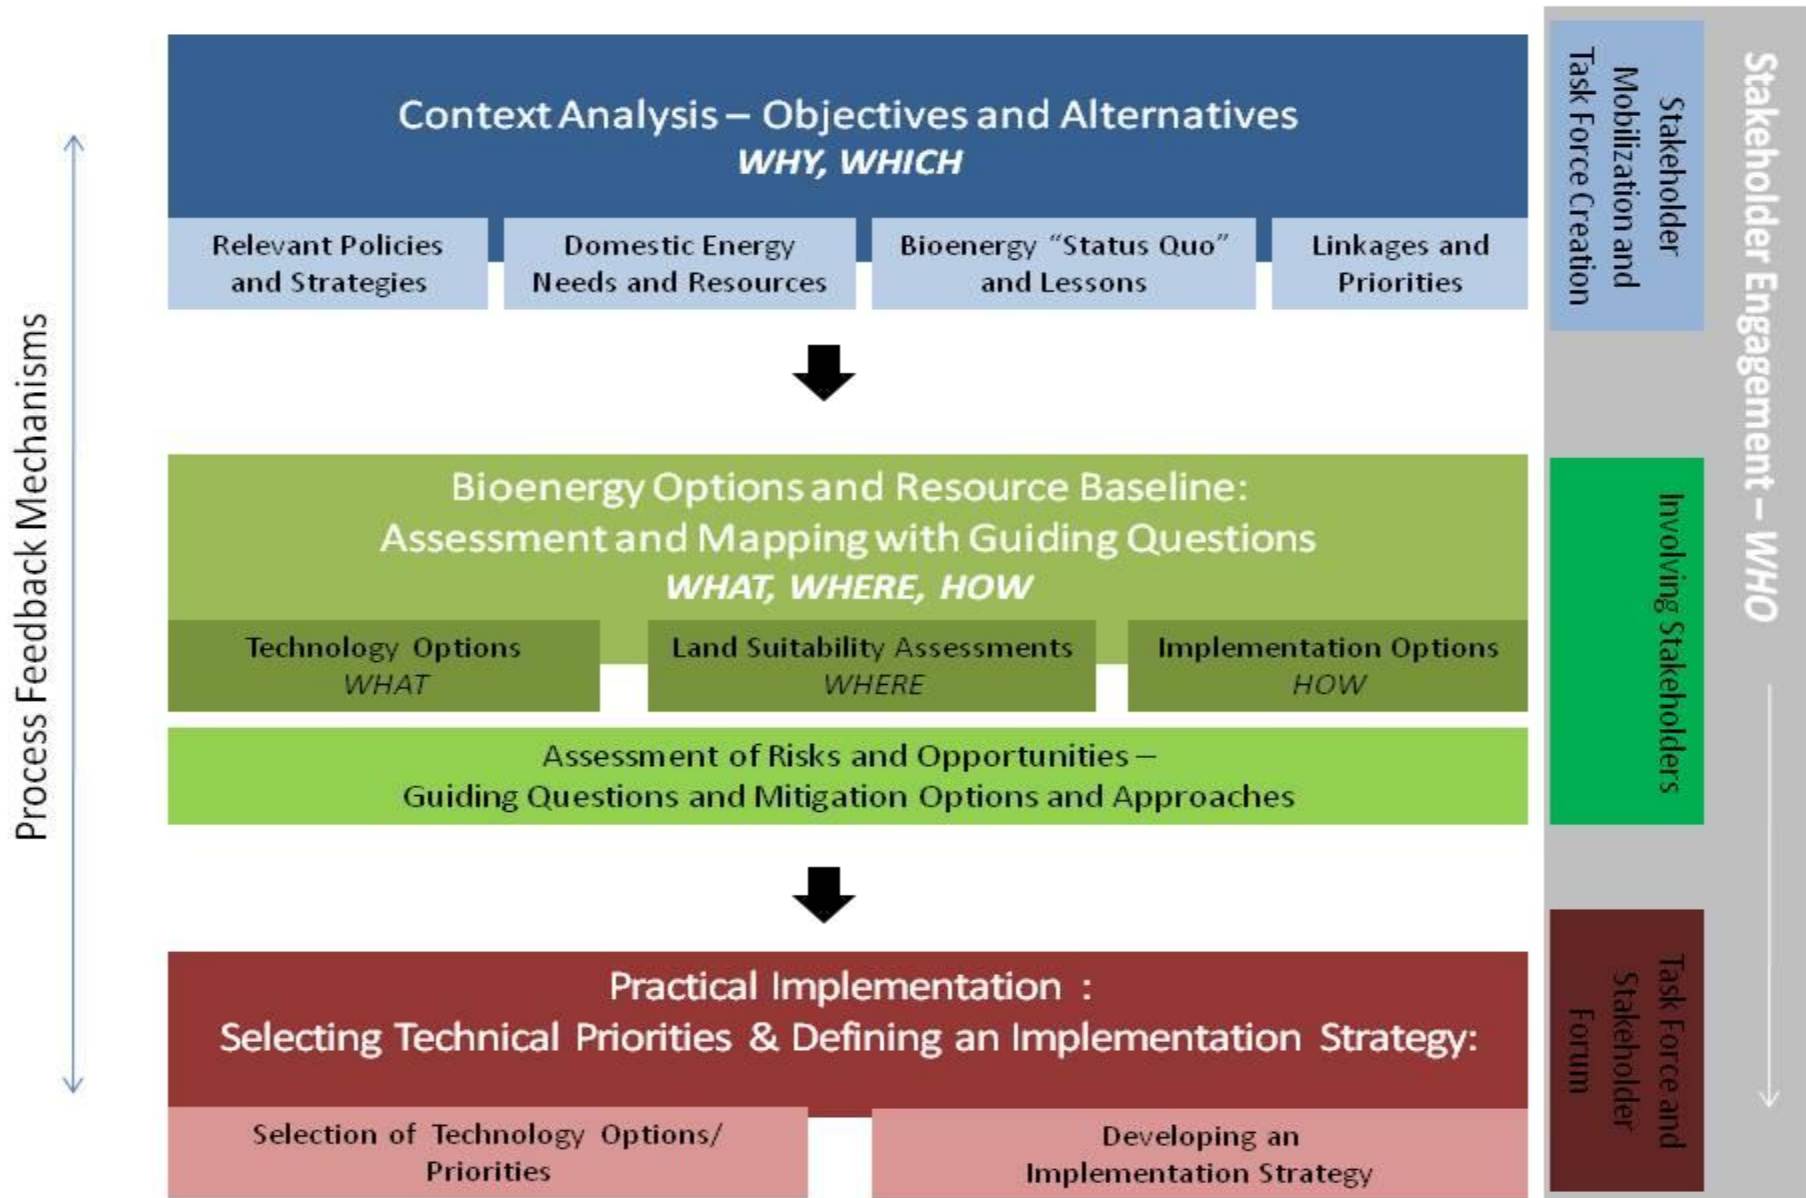 Context Analysis – Objectives and Alternatives
WHY, WHICH
Relevant Policies
and Strategies
Domestic Energy
Needs and Resources
Bioenergy “Status Quo”
and Lessons
Linkages and
Priorities
Stakeholder
Mobilization and
Task Force Creation
Stakeholder Engagement – WHO
Process Feedback Mechanisms
Bioenergy Options and Resource Baseline:
Assessment and Mapping with Guiding Questions
WHAT, WHERE, HOW
Technology Options
WHAT
Land Suitability Assessments
WHERE
Implementation Options
HOW
Assessment of Risks and Opportunities –
Guiding Questions and Mitigation Options and Approaches
Involving Stakeholders
Practical Implementation :
Selecting Technical Priorities & Defining an Implementation Strategy:
Selection of Technology Options/
Priorities
Developing an
Implementation Strategy
Task Force and
Stakeholder
Forum